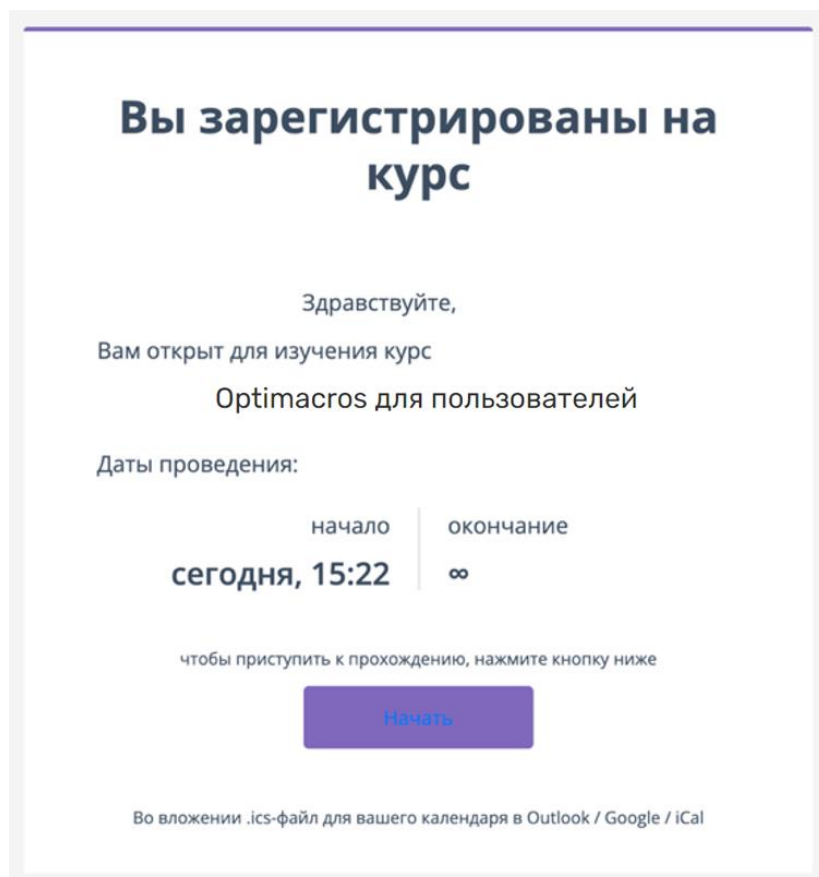 Вы зарегистрированы на
курс
Здравствуйте,
Вам открыт для изучения курс
Optimacros для пользователей
Даты проведения:
начало
окончание
сегодня, 15:22
∞
чтобы приступить к прохождению, нажмите кнопку ниже
Начать
Во вложении .ics-файл для вашего календаря в Outlook / Google / iCal